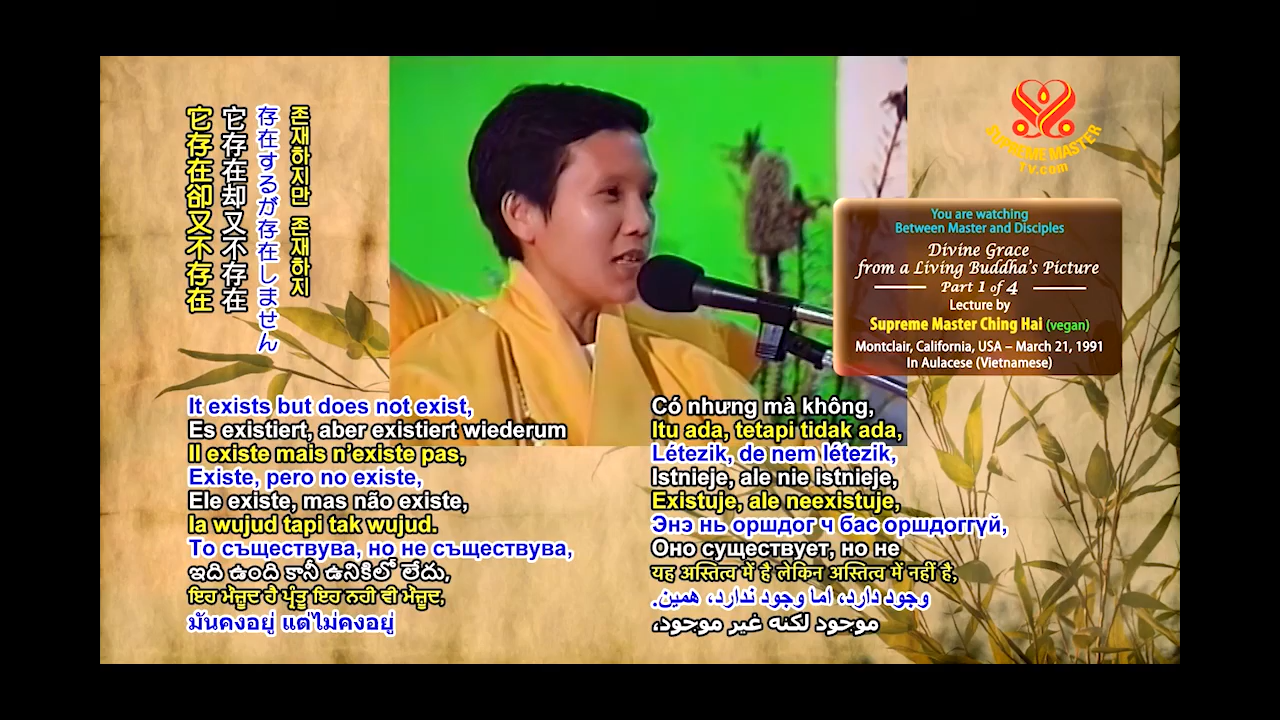 它存在卻又不存在
它存在却又不存在
存在するが存在しません
존재하지만 존재하지
SUPREME MASTER
TV.com
You are watching
Between Master and Disciples
Divine Grace
from a Living Buddha's Picture
Part 1 of 4
Lecture by
Supreme Master Ching Hai (vegan)
Montclair, California, USA – March 21, 1991
In Aulacese (Vietnamese)
It exists but does not exist,
Es existiert, aber existiert wiederum
Il existe mais n'existe pas,
Existe, pero no existe,
Ele existe, mas não existe,
Ia wujud tapi tak wujud.
То съществува, но не съществува,
ఇది ఉంది కానీ ఉనికిలో లేదు,
ਇਹ ਮੌਜੂਦ ਹੈ ਪ੍ਰੰਤੂ ਇਹ ਨਹੀ ਵੀ ਮੌਜੂਦ,
มันคงอยู่ แต่ไม่คงอยู่
Có nhưng mà không,
Itu ada, tetapi tidak ada,
Létezik, de nem létezik,
Istnieje, ale nie istnieje,
Existuje, ale neexistuje,
Энэ нь оршдог ч бас оршдоггүй,
Оно существует, но не
यह अस्तित्व में है लेकिन अस्तित्व में नहीं है,
وجود دارد، اما وجود ندارد، همین.
موجود لكنه غير موجود،